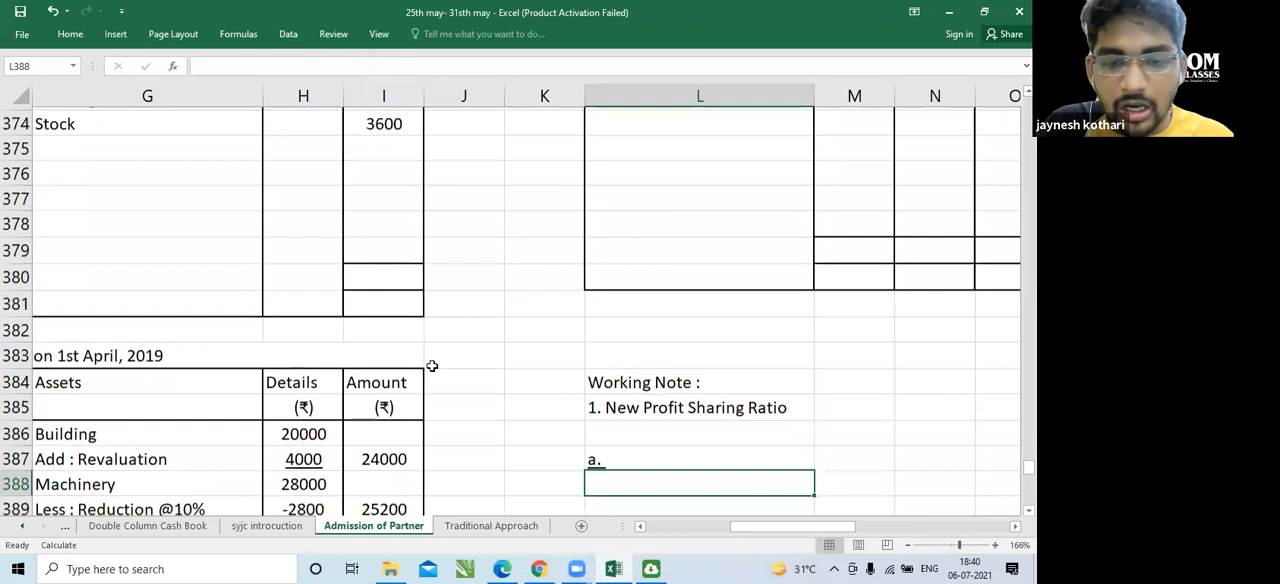 25th may- 31sth may - Excel (Product Activation Failed)
File Home Insert Page Layout Formulas Data Review View Tell me what you want to do... Sign in Share
L388 fx
G H I J K L M N O
374 Stock 3600
375
376
377
378
379
380
381
382
383 on 1st April, 2019
384 Assets Details Amount Working Note :
385 (₹) (₹) 1. New Profit Sharing Ratio
386 Building 20000
387 Add : Revaluation 4000 24000 a.
388 Machinery 28000
389 Less : Reduction @10% -2800 25200
... Double Column Cash Book syjc introcuction Admission of Partner Traditional Approach
Ready Calculate 166%
Type here to search 31°C ENG 18:40
06-07-2021
jaynesh kothari